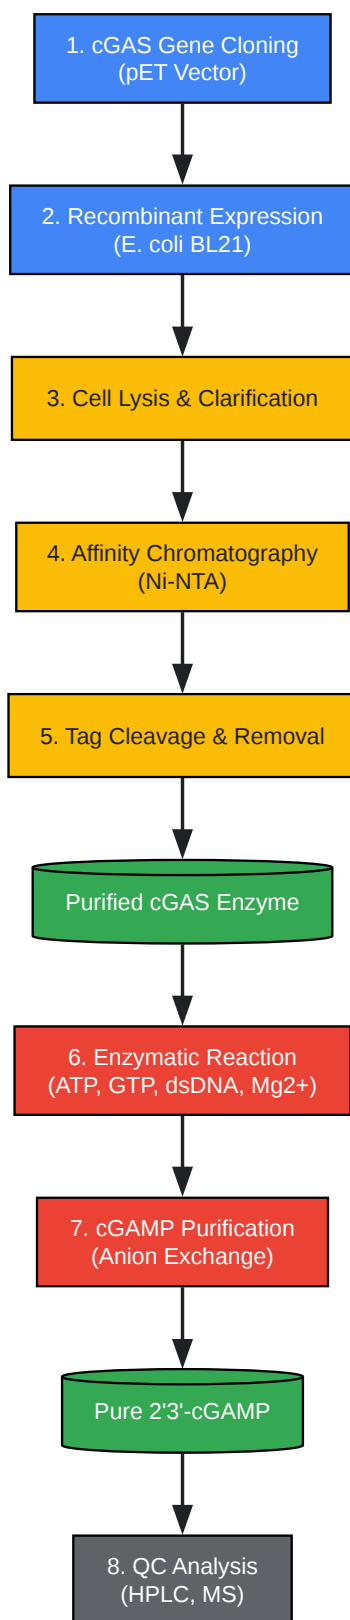 1. cGAS Gene Cloning
(pET Vector)
2. Recombinant Expression
(E. coli BL21)
3. Cell Lysis & Clarification
4. Affinity Chromatography
(Ni-NTA)
5. Tag Cleavage & Removal
Purified cGAS Enzyme
6. Enzymatic Reaction
(ATP, GTP, dsDNA, Mg2+)
7. cGAMP Purification
(Anion Exchange)
Pure 2'3'-cGAMP
8. QC Analysis
(HPLC, MS)